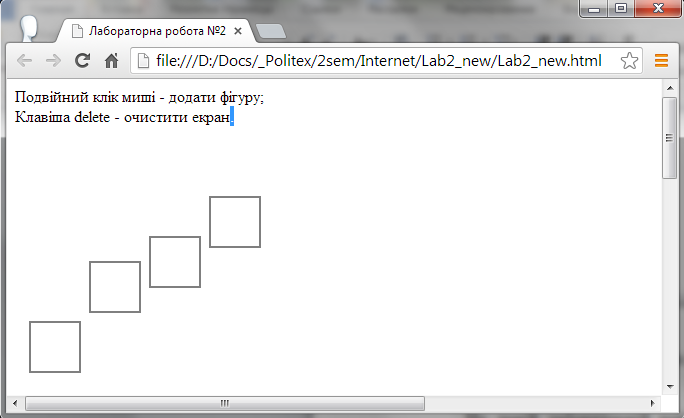 Лабораторна робота №2
file:///D:/Docs/_Politex/2sem/Internet/Lab2_new/Lab2_new.html
Подвійний клік миші - додати фігуру;
Клавіша delete - очистити екран.